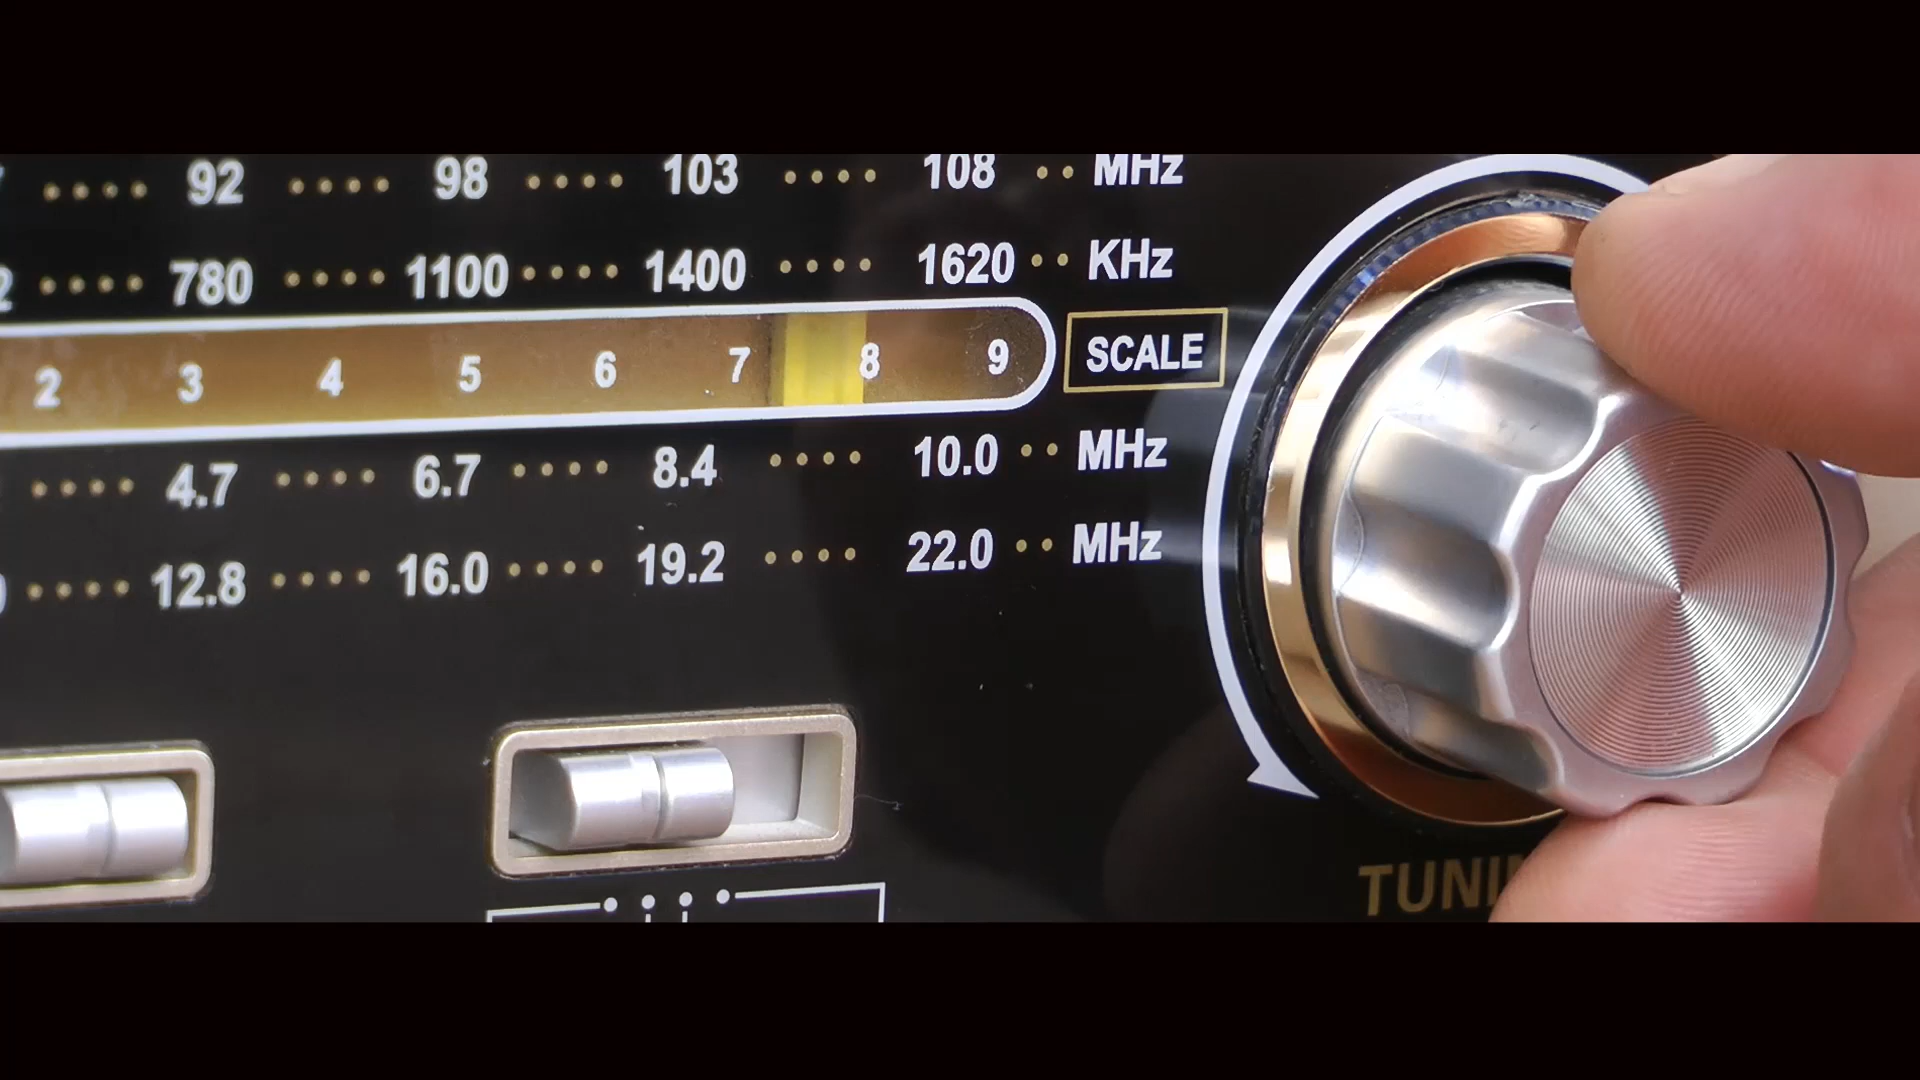 92 .... 98 .... 103 .... 108 .. MHz
780 .... 1100 .... 1400 .... 1620 .. KHz
2 3 4 5 6 7 8 9 SCALE
4.7 .... 6.7 .... 8.4 .... 10.0 .. MHz
12.8 .... 16.0 .... 19.2 .... 22.0 .. MHz